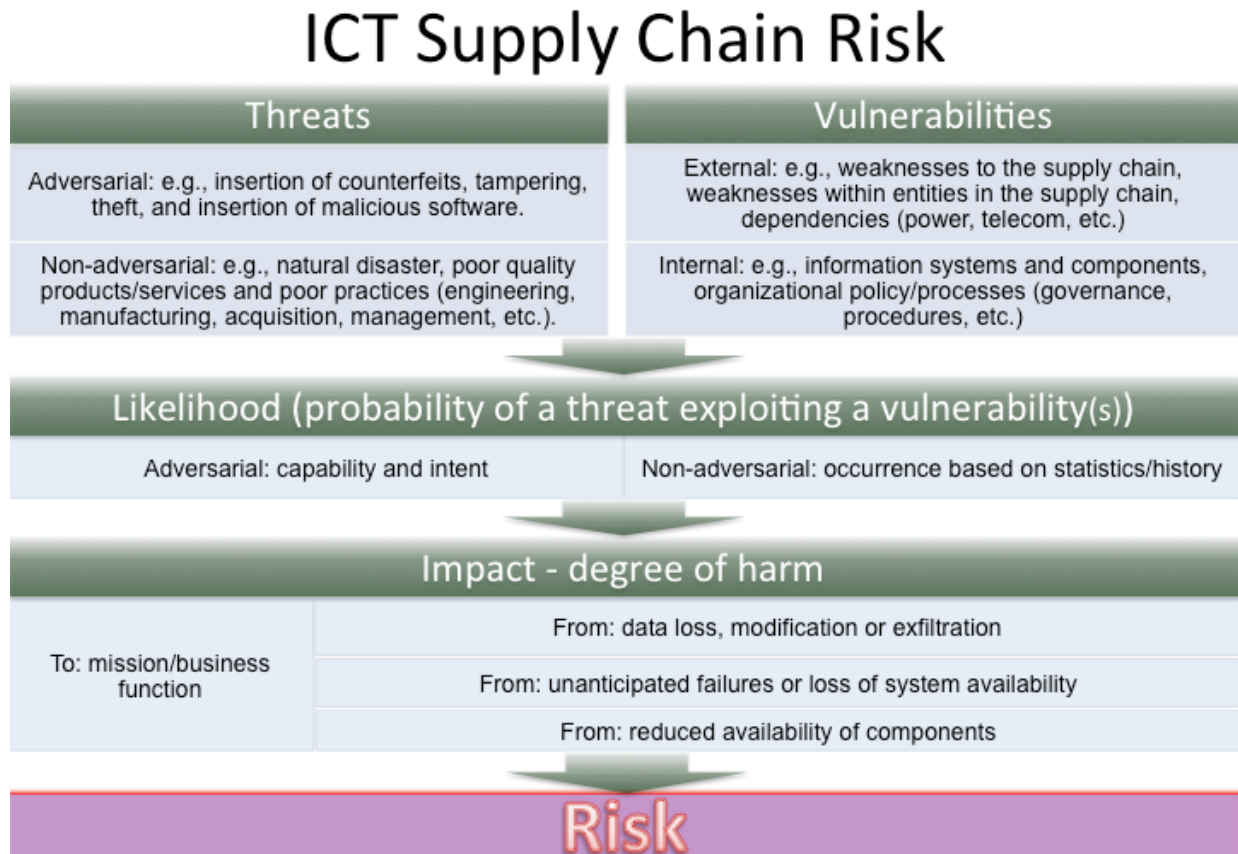 ICT Supply Chain Risk
Threats
Adversarial: e.g., insertion of counterfeits, tampering,
theft, and insertion of malicious software.
Non-adversarial: e.g., natural disaster, poor quality
products/services and poor practices (engineering,
manufacturing, acquisition, management, etc.).
Vulnerabilities
External: e.g., weaknesses to the supply chain,
weaknesses within entities in the supply chain,
dependencies (power, telecom, etc.)
Internal: e.g., information systems and components,
organizational policy/processes (governance,
procedures, etc.)
Likelihood (probability of a threat exploiting a vulnerability(s))
Adversarial: capability and intent
Non-adversarial: occurrence based on statistics/history
Impact - degree of harm
To: mission/business
function
From: data loss, modification or exfiltration
From: unanticipated failures or loss of system availability
From: reduced availability of components
Risk